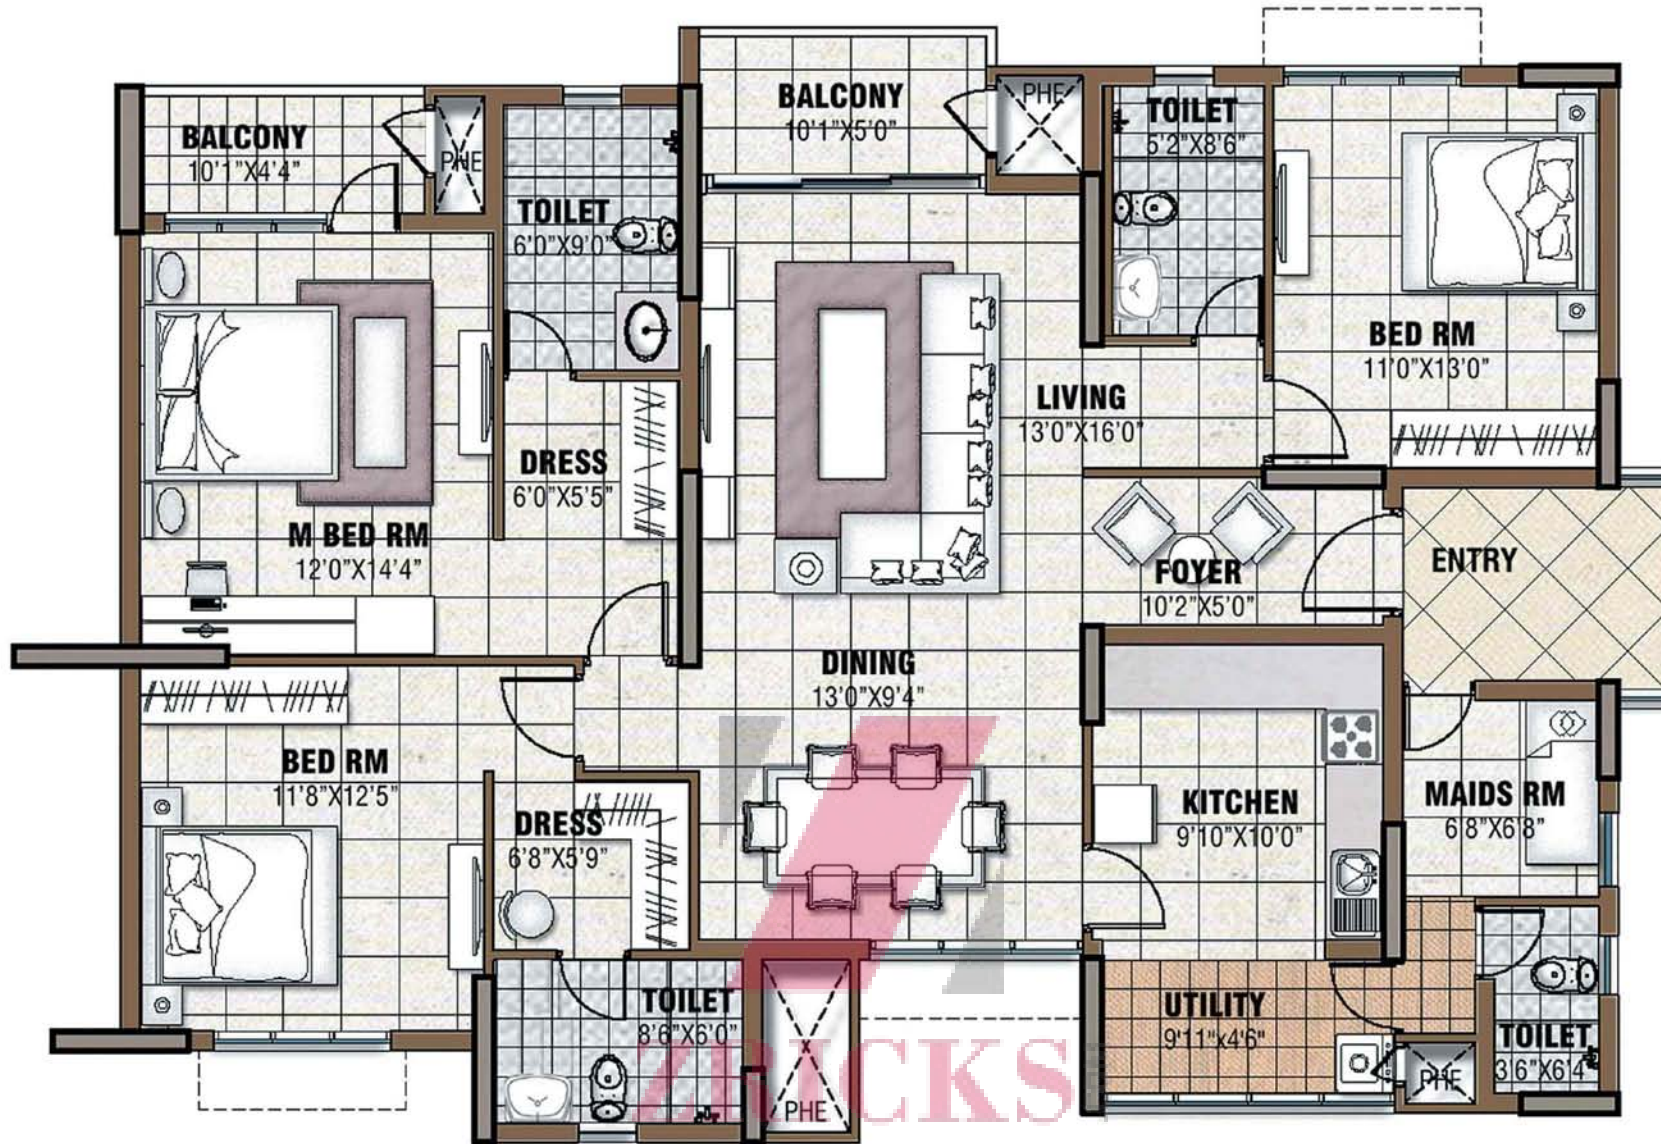 BALCONY
10'1"X5'0"
PHE
TOILET
5'2"X8'6"
BALCONY
10'1"X4'4"
PHE
TOILET
6'0"X9'0"
BED RM
11'0"X13'0"
LIVING
13'0"X16'0"
DRESS
6'0"X5'5"
M BED RM
12'0"X14'4"
FOYER
10'2"X5'0"
ENTRY
DINING
13'0"X9'4"
BED RM
11'8"X12'5"
DRESS
6'8"X5'9"
KITCHEN
9'10"X10'0"
MAIDS RM
6'8"X6'8"
TOILET
8'6"X6'0"
UTILITY
9'11"x4'6"
TOILET
3'6"X6'4"
PHE
PHE
ZRICKS